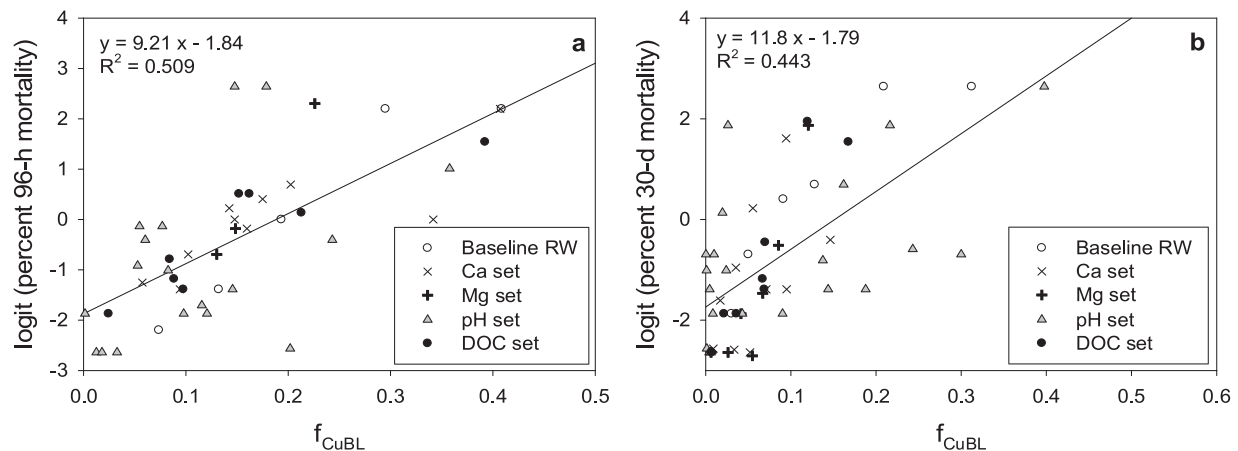 logit (percent 96-h mortality)
4
3
2
1
0
-1
-2
-3
y = 9.21 x - 1.84
R² = 0.509
a
Baseline RW
Ca set
Mg set
pH set
DOC set
0.0 0.1 0.2 0.3 0.4 0.5
f_CuBL
logit (percent 30-d mortality)
4
2
0
-2
y = 11.8 x - 1.79
R² = 0.443
b
Baseline RW
Ca set
Mg set
pH set
DOC set
0.0 0.1 0.2 0.3 0.4 0.5 0.6
f_CuBL